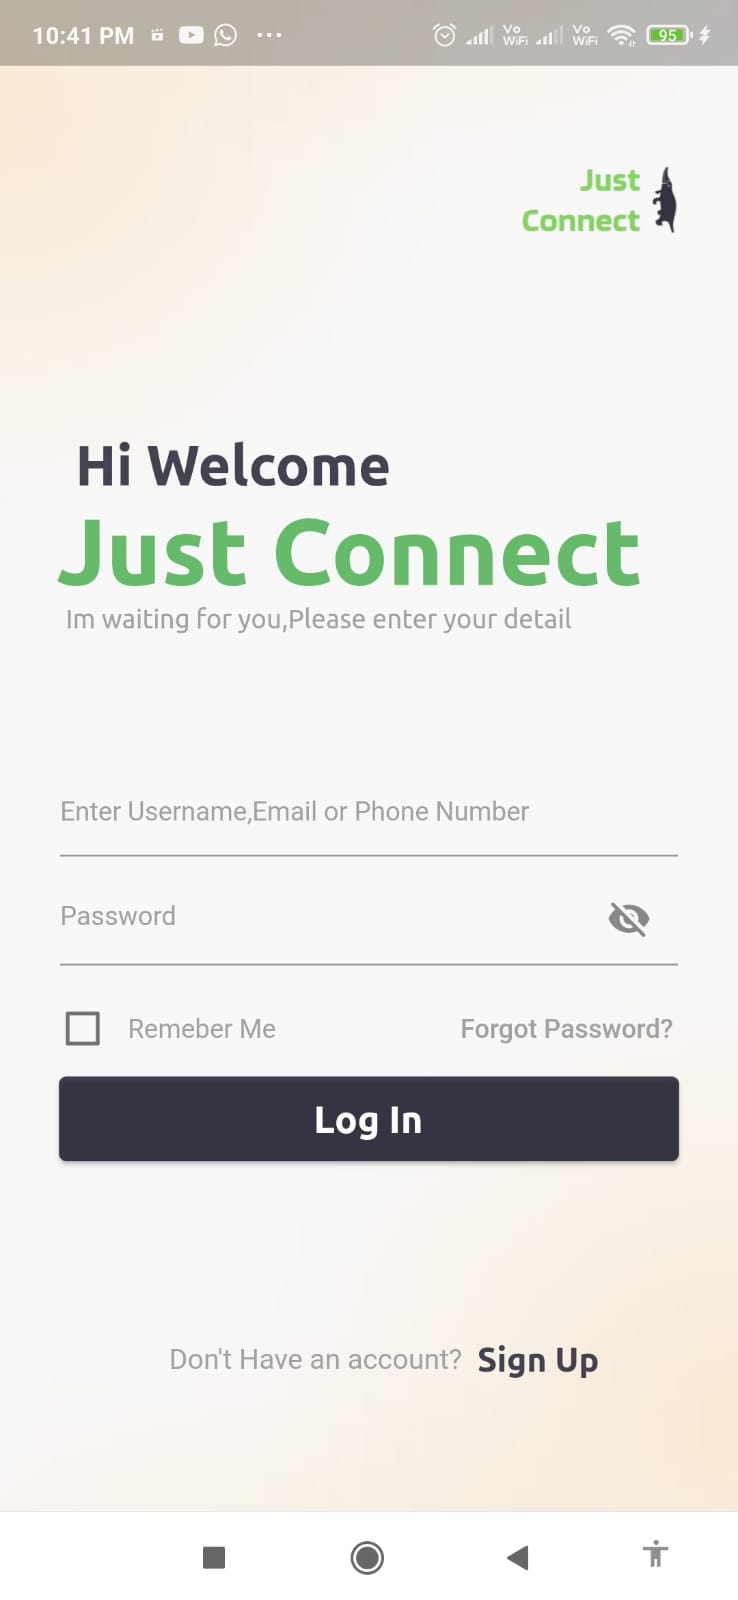 10:41 PM Vo WiFi Vo WiFi 95
Just
Connect
Hi Welcome
Just Connect
Im waiting for you,Please enter your detail
Enter Username,Email or Phone Number
Password
Remeber Me Forgot Password?
Log In
Don't Have an account? Sign Up